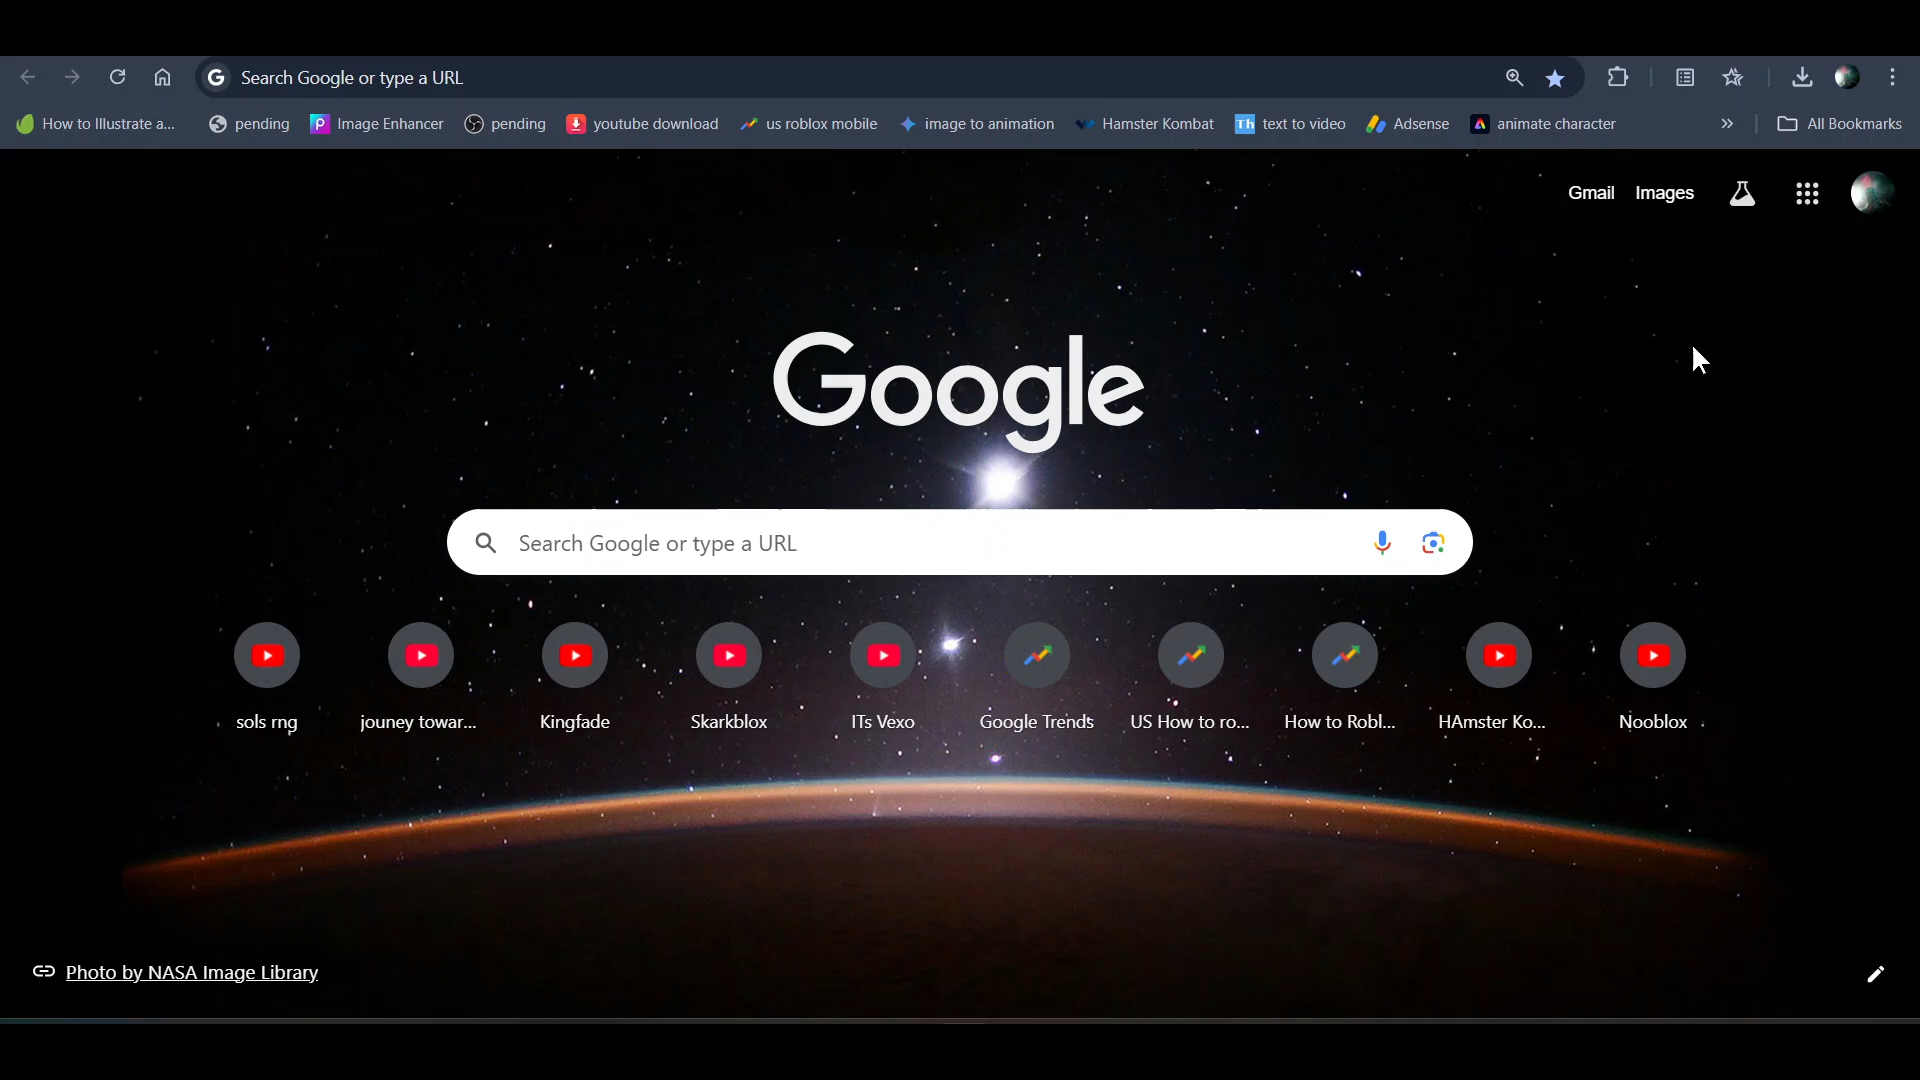 Search Google or type a URL
How to Illustrate a...
pending
Image Enhancer
pending
youtube download
us roblox mobile
image to animation
Hamster Kombat
Th text to video
Adsense
animate character
All Bookmarks
Gmail
Images
Google
Search Google or type a URL
sols rng
jouney towar...
Kingfade
Skarkblox
ITs Vexo
Google Trends
US How to ro...
How to Robl...
HAmster Ko...
Nooblox
Photo by NASA Image Library